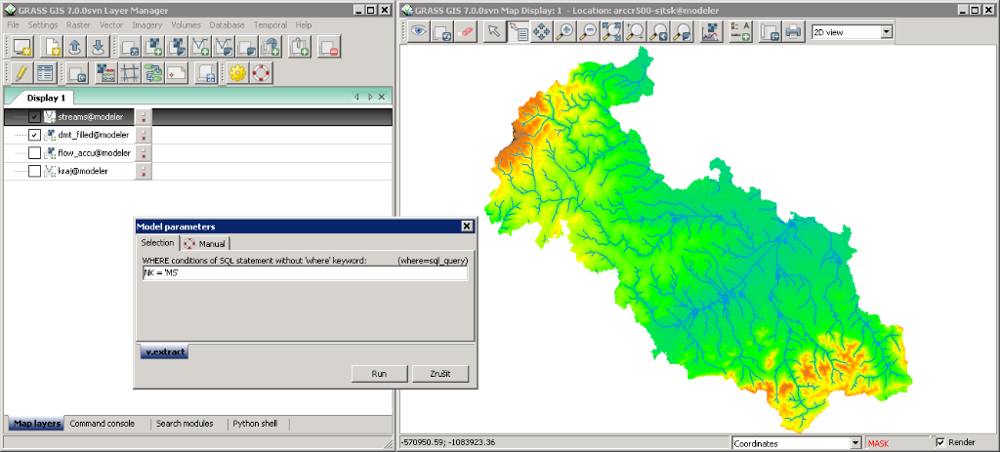 GRASS GIS 7.0.0svn Layer Manager
File Settings Raster Vector Imagery Volumes Database Temporal Help
Display 1
streams@modeler
dmt_filled@modeler
flow_accu@modeler
kraj@modeler
Model parameters
Selection Manual
WHERE conditions of SQL statement without 'where' keyword: (where=sql_query)
NK = 'MS'
v.extract
Run Zrušit
Map layers Command console Search modules Python shell
GRASS GIS 7.0.0svn Map Display: 1 - Location: arccr500-sjtsk@modeler
2D view
-570950.59; -1083923.36 Coordinates MASK Render